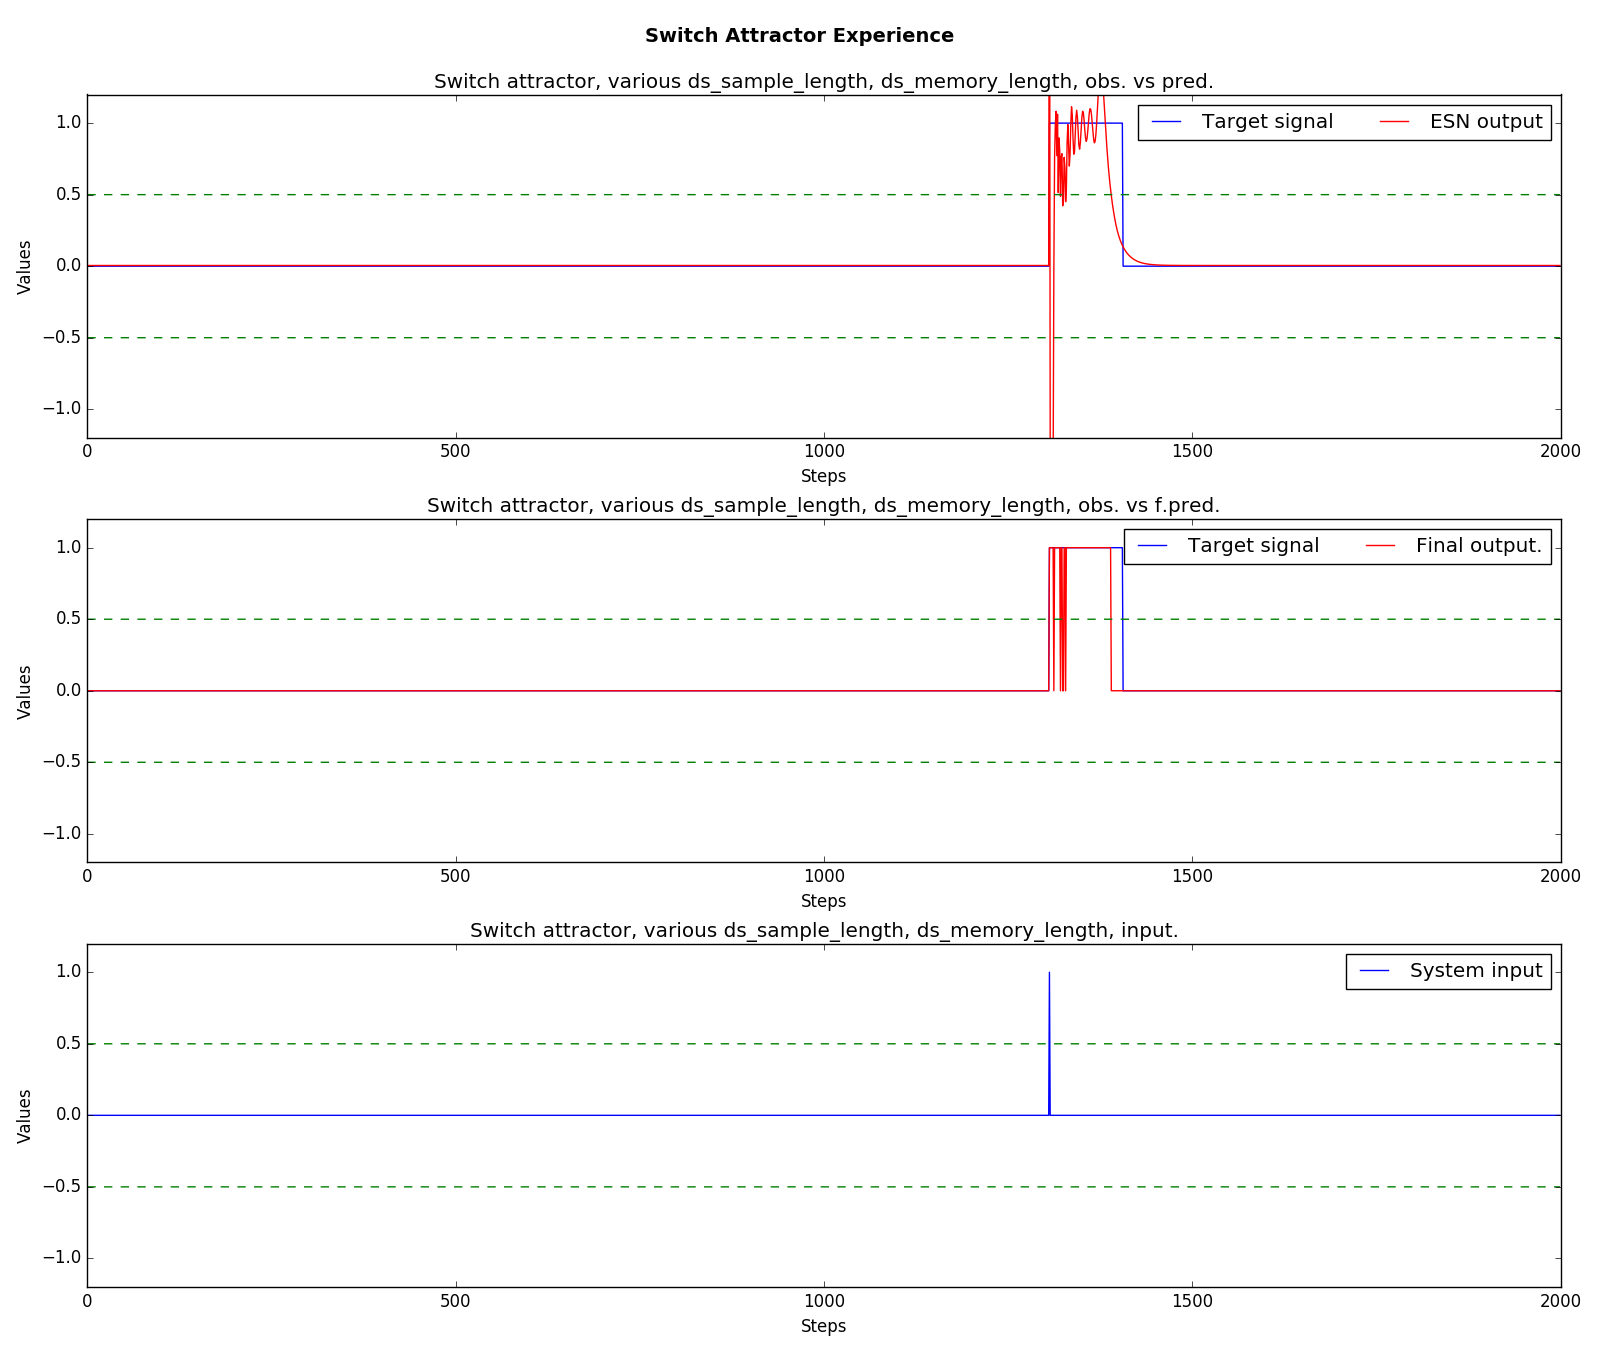 Switch Attractor Experience
Switch attractor, various ds_sample_length, ds_memory_length, obs. vs pred.
Target signal ESN output
1.0
0.5
0.0
−0.5
−1.0
Values
0 500 1000 1500 2000
Steps
Switch attractor, various ds_sample_length, ds_memory_length, obs. vs f.pred.
Target signal Final output.
1.0
0.5
0.0
−0.5
−1.0
Values
0 500 1000 1500 2000
Steps
Switch attractor, various ds_sample_length, ds_memory_length, input.
System input
1.0
0.5
0.0
−0.5
−1.0
Values
0 500 1000 1500 2000
Steps